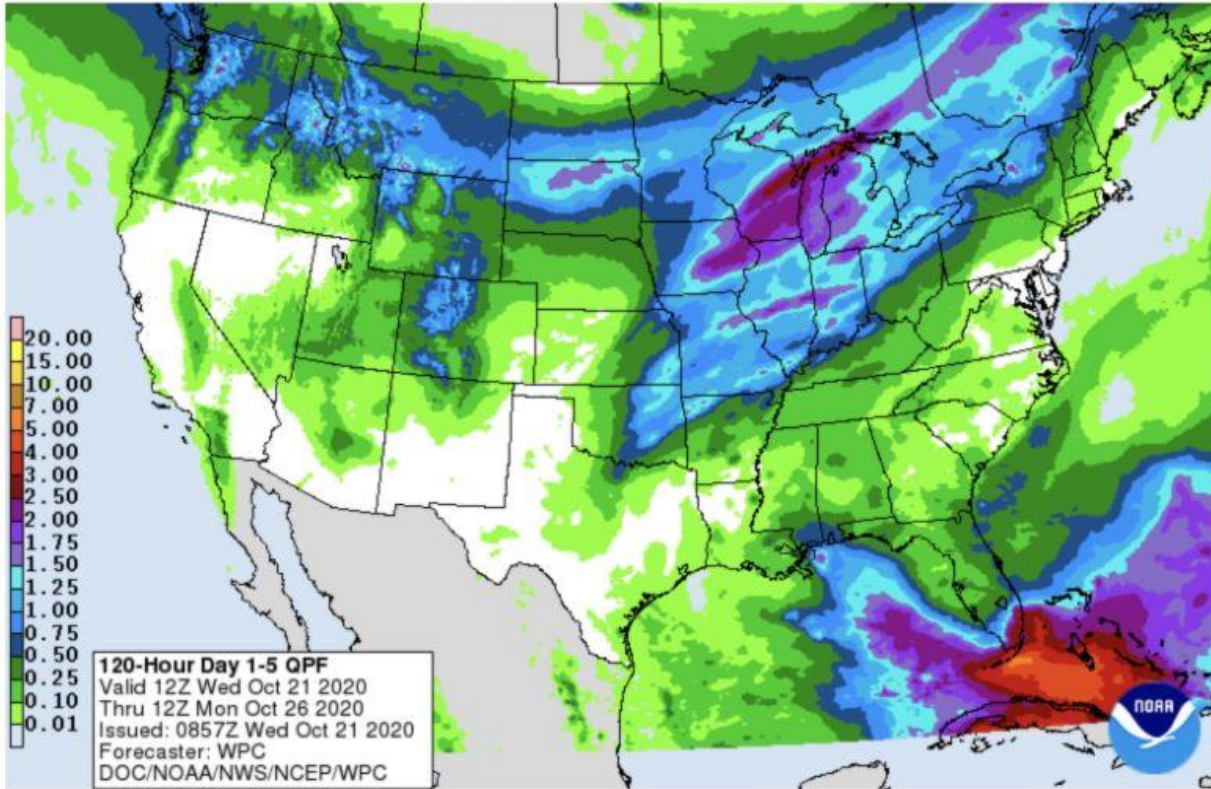 20.00
15.00
10.00
7.00
5.00
4.00
3.00
2.50
2.00
1.75
1.50
1.25
1.00
0.75
0.50
0.25
0.10
0.01
120-Hour Day 1-5 QPF
Valid 12Z Wed Oct 21 2020
Thru 12Z Mon Oct 26 2020
Issued: 0857Z Wed Oct 21 2020
Forecaster: WPC
DOC/NOAA/NWS/NCEP/WPC
NOAA